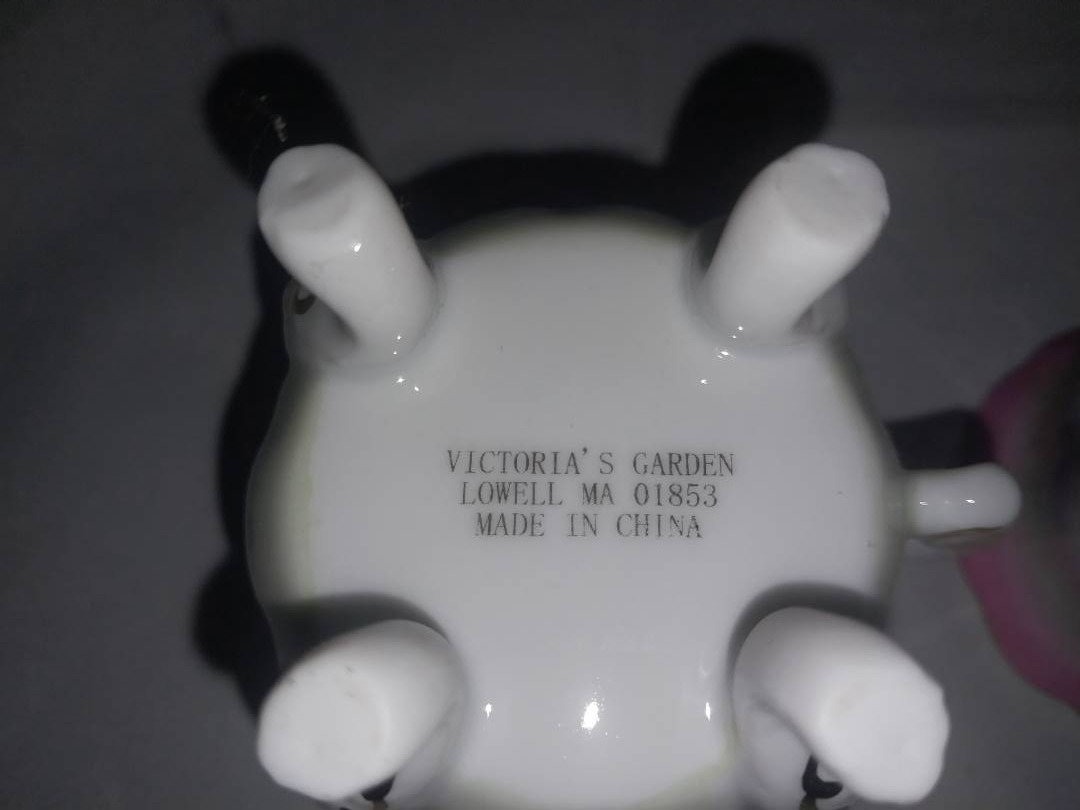 VICTORIA'S GARDEN
LOWELL MA 01853
MADE IN CHINA